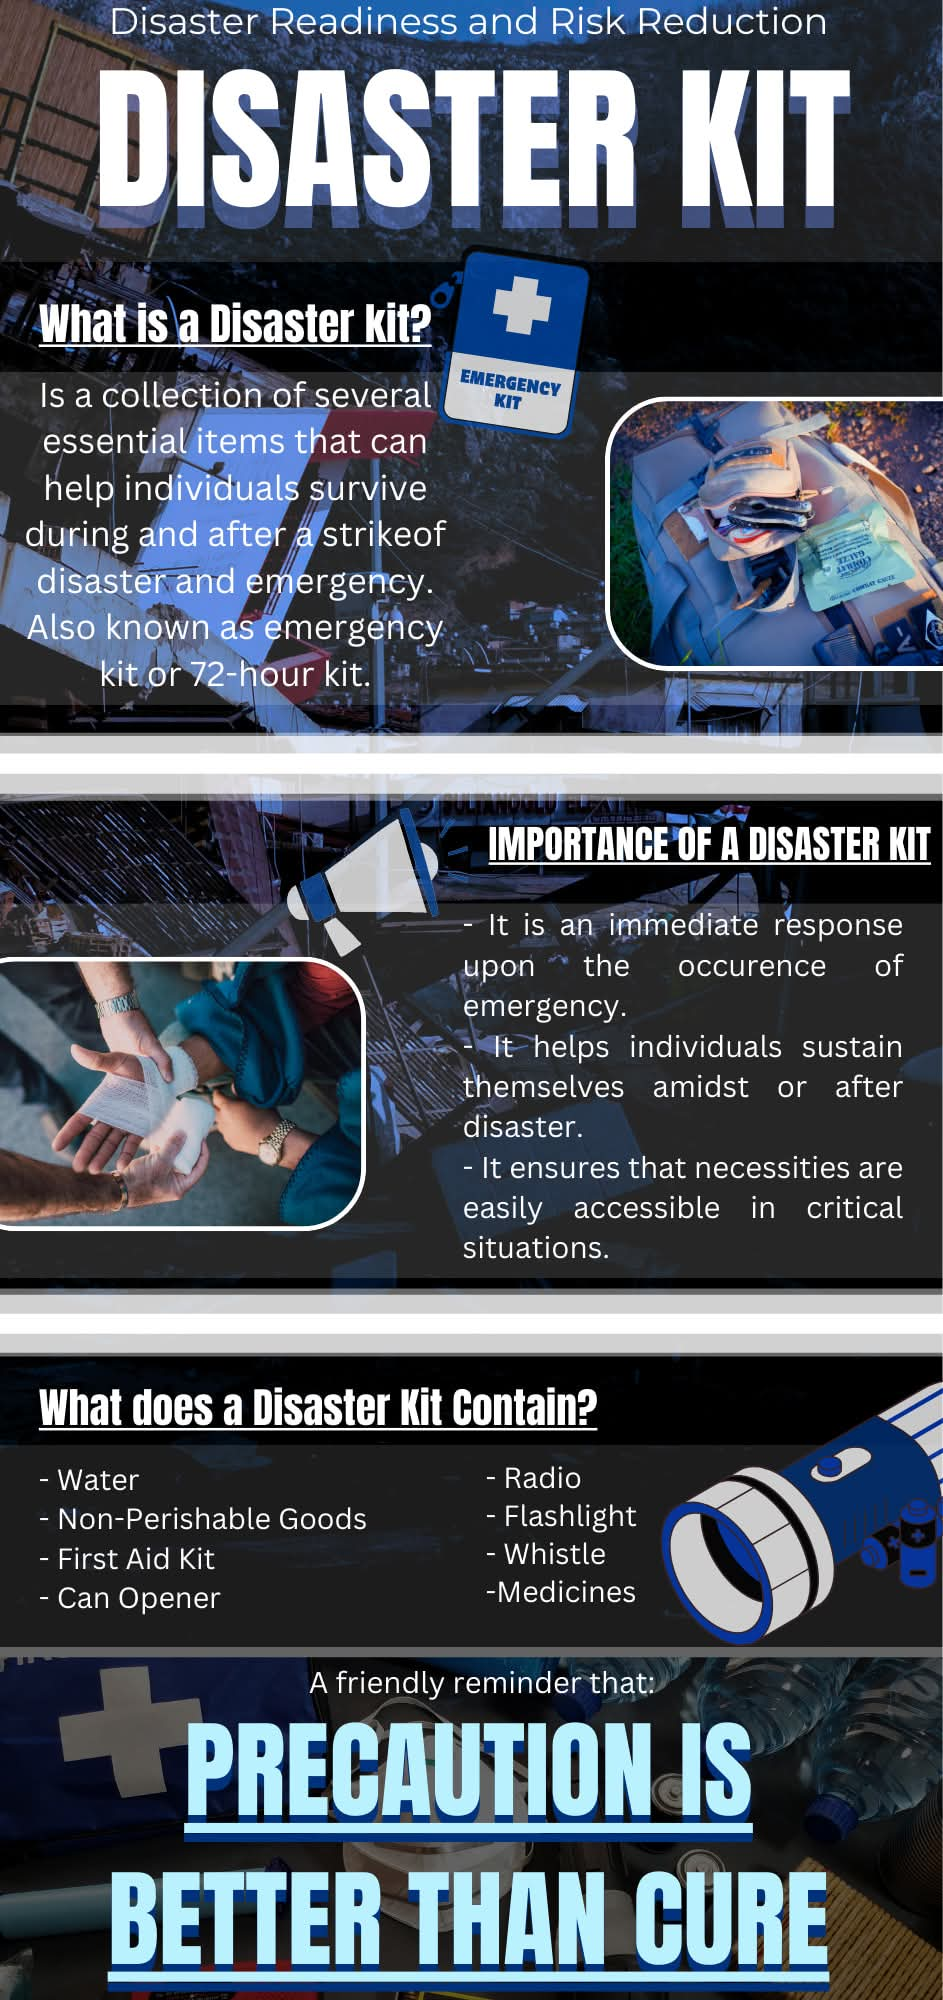 Disaster Readiness and Risk Reduction
DISASTER KIT
What is a Disaster kit?
EMERGENCY
KIT
Is a collection of several
essential items that can
help individuals survive
during and after a strikeof
disaster and emergency.
Also known as emergency
kit or 72-hour kit.
COMBAT
GAUZE
IMPORTANCE OF A DISASTER KIT
- It is an immediate response
upon the occurence of
emergency.
- It helps individuals sustain
themselves amidst or after
disaster.
- It ensures that necessities are
easily accessible in critical
situations.
What does a Disaster Kit Contain?
- Water
- Non-Perishable Goods
- First Aid Kit
- Can Opener
- Radio
- Flashlight
- Whistle
-Medicines
A friendly reminder that:
PRECAUTION IS
BETTER THAN CURE